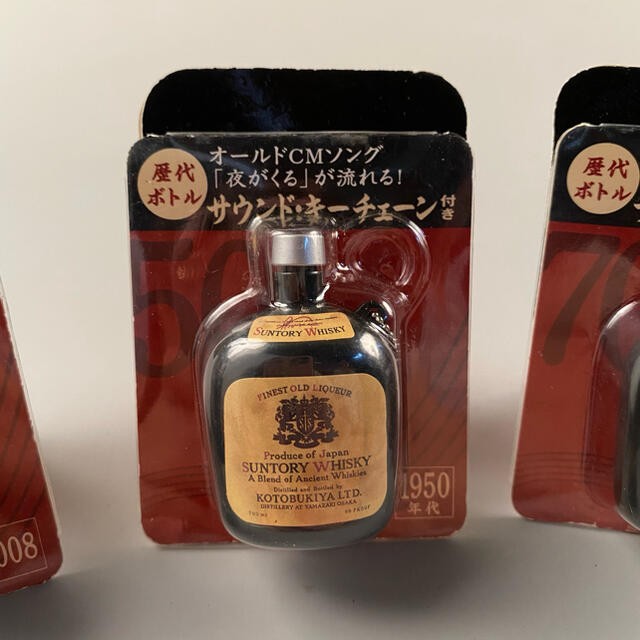 歴代
ボトル
オールドCMソング
「夜がくる」が流れる!
サウンド・キーチェーン付き
50
SUNTORY WHISKY
FINEST OLD LIQUEUR
Produce of Japan
SUNTORY WHISKY
A Blend of Ancient Whiskies
Distilled and Bottled by
KOTOBUKIYA LTD.
DISTILLERY AT YAMAZAKI OSAKA
1950
年代
歴代
ボトル
70
008